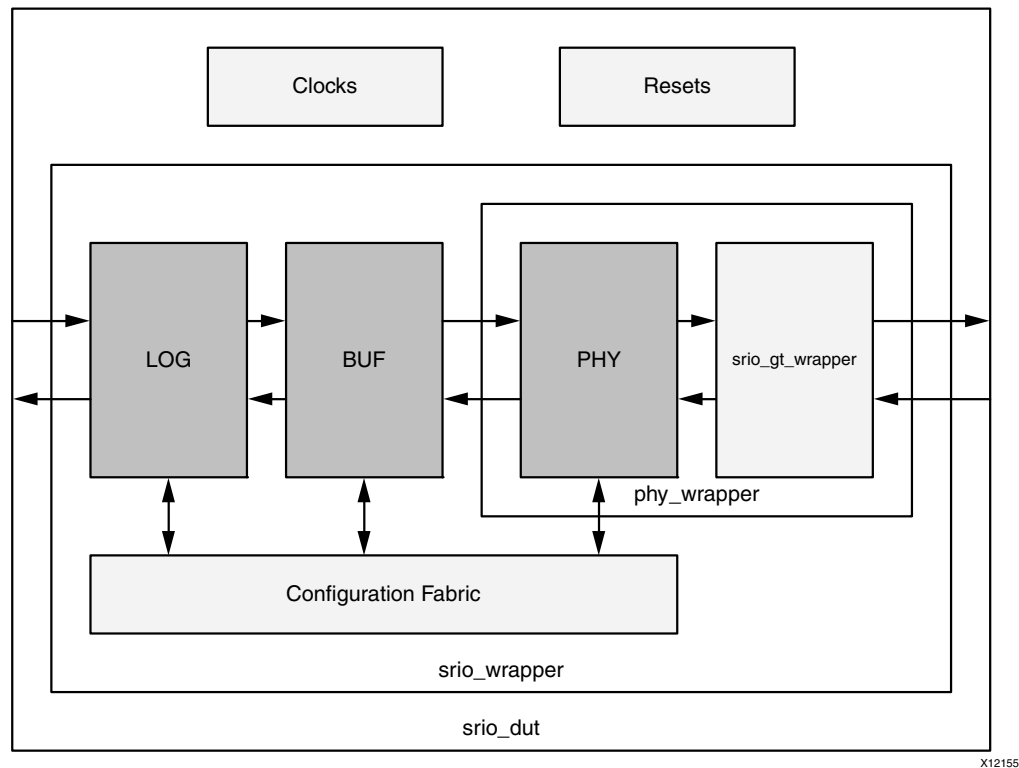 Clocks
Resets
LOG
BUF
PHY
srio_gt_wrapper
phy_wrapper
Configuration Fabric
srio_wrapper
srio_dut
X12155